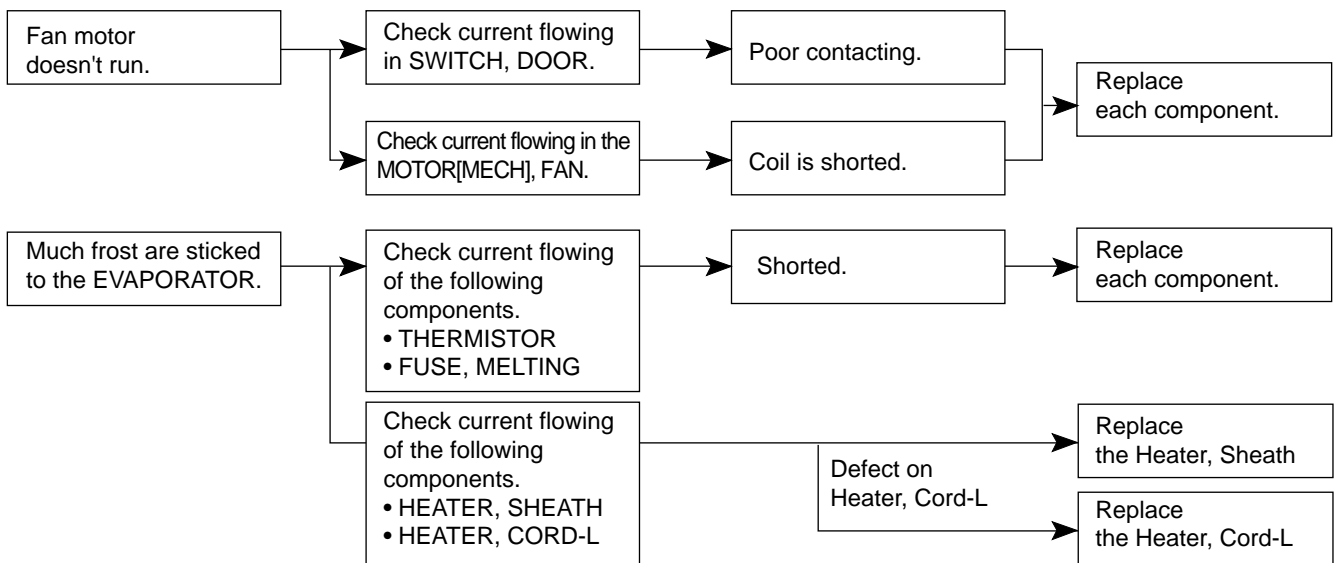 Fan motor
doesn't run.
Check current flowing
in SWITCH, DOOR.
Poor contacting.
Replace
each component.
Check current flowing in the
MOTOR[MECH], FAN.
Coil is shorted.
Much frost are sticked
to the EVAPORATOR.
Check current flowing
of the following
components.
• THERMISTOR
• FUSE, MELTING
Shorted.
Replace
each component.
Check current flowing
of the following
components.
• HEATER, SHEATH
• HEATER, CORD-L
Replace
the Heater, Sheath
Defect on
Heater, Cord-L
Replace
the Heater, Cord-L